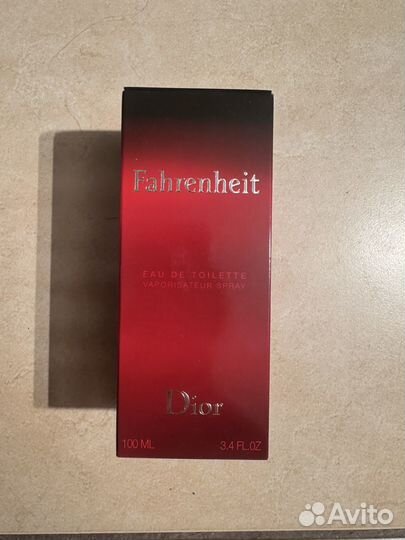 Fahrenheit
EAU DE TOILETTE
VAPORISATEUR SPRAY
Dior
100 ML 3.4 FL.OZ
Avito